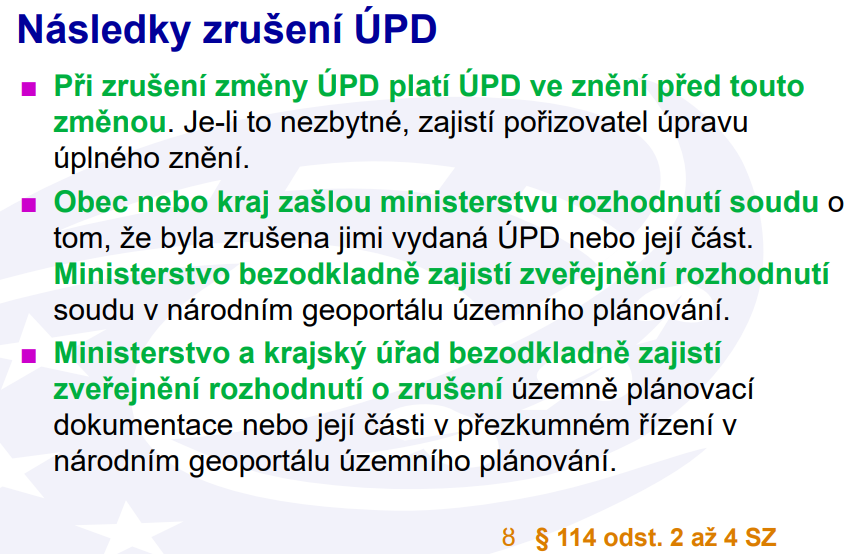 Následky zrušení ÚPD
Při zrušení změny ÚPD platí ÚPD ve znění před touto
změnou. Je-li to nezbytné, zajistí pořizovatel úpravu
úplného znění.
Obec nebo kraj zašlou ministerstvu rozhodnutí soudu o
tom, že byla zrušena jimi vydaná ÚPD nebo její část.
Ministerstvo bezodkladně zajistí zveřejnění rozhodnutí
soudu v národním geoportálu územního plánování.
Ministerstvo a krajský úřad bezodkladně zajistí
zveřejnění rozhodnutí o zrušení územně plánovací
dokumentace nebo její části v přezkumném řízení v
národním geoportálu územního plánování.
8 § 114 odst. 2 až 4 SZ